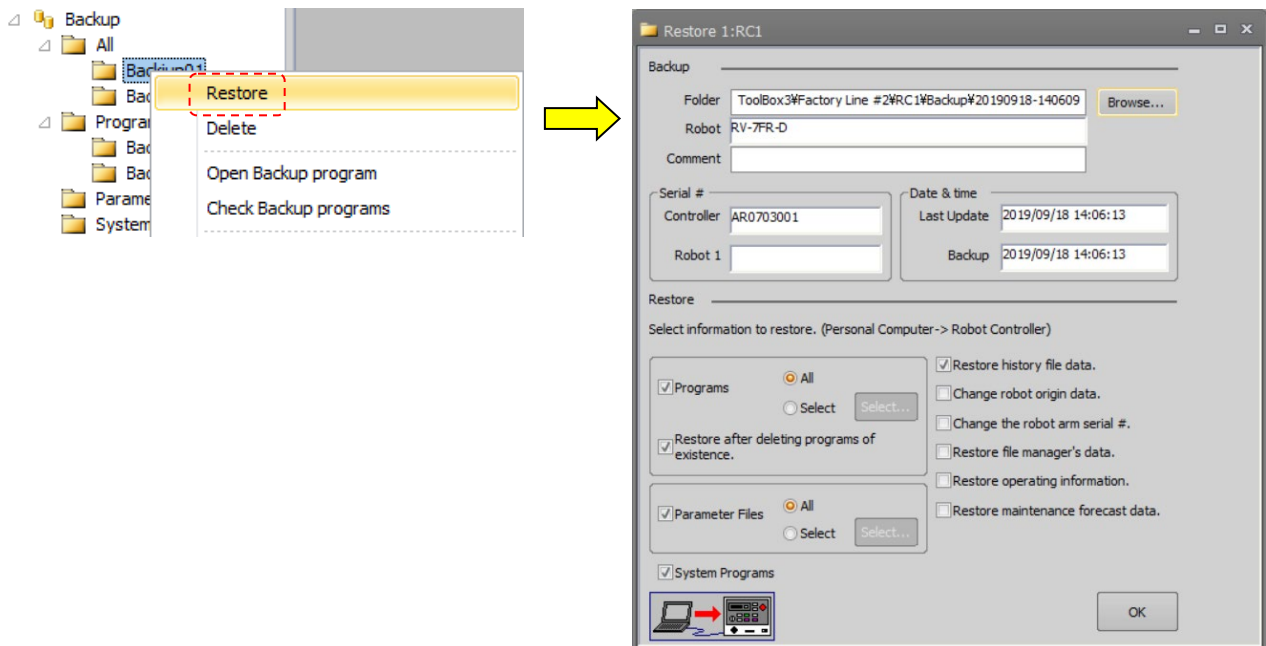 Backup
All
Backiup01
Restore
Bac
Delete
Program
Bac
Open Backup program
Bac
Parame
Check Backup programs
System
Restore 1:RC1
Backup
Folder ToolBox3¥Factory Line #2¥RC1¥Backup¥20190918-140609 Browse...
Robot RV-7FR-D
Comment
Serial # Date & time
Controller AR0703001 Last Update 2019/09/18 14:06:13
Robot 1 Backup 2019/09/18 14:06:13
Restore
Select information to restore. (Personal Computer-> Robot Controller)
Programs
All
Select Select...
Restore after deleting programs of
existence.
Parameter Files
All
Select Select...
System Programs
Restore history file data.
Change robot origin data.
Change the robot arm serial #.
Restore file manager's data.
Restore operating information.
Restore maintenance forecast data.
OK